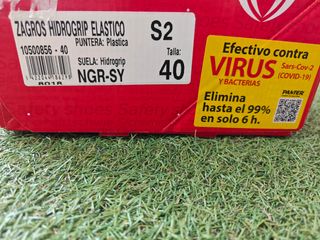 ZAGROS HIDROGRIP ELASTICO
PUNTERA: Plastica
10500856 - 40
S2
Talla:
40
SUELA: Hidrogrip
NGR-SY
Efectivo contra
VIRUS
Sars-Cov-2
(COVID-19)
Y BACTERIAS
Elimina
hasta el 99%
en solo 6 h.
PANTER